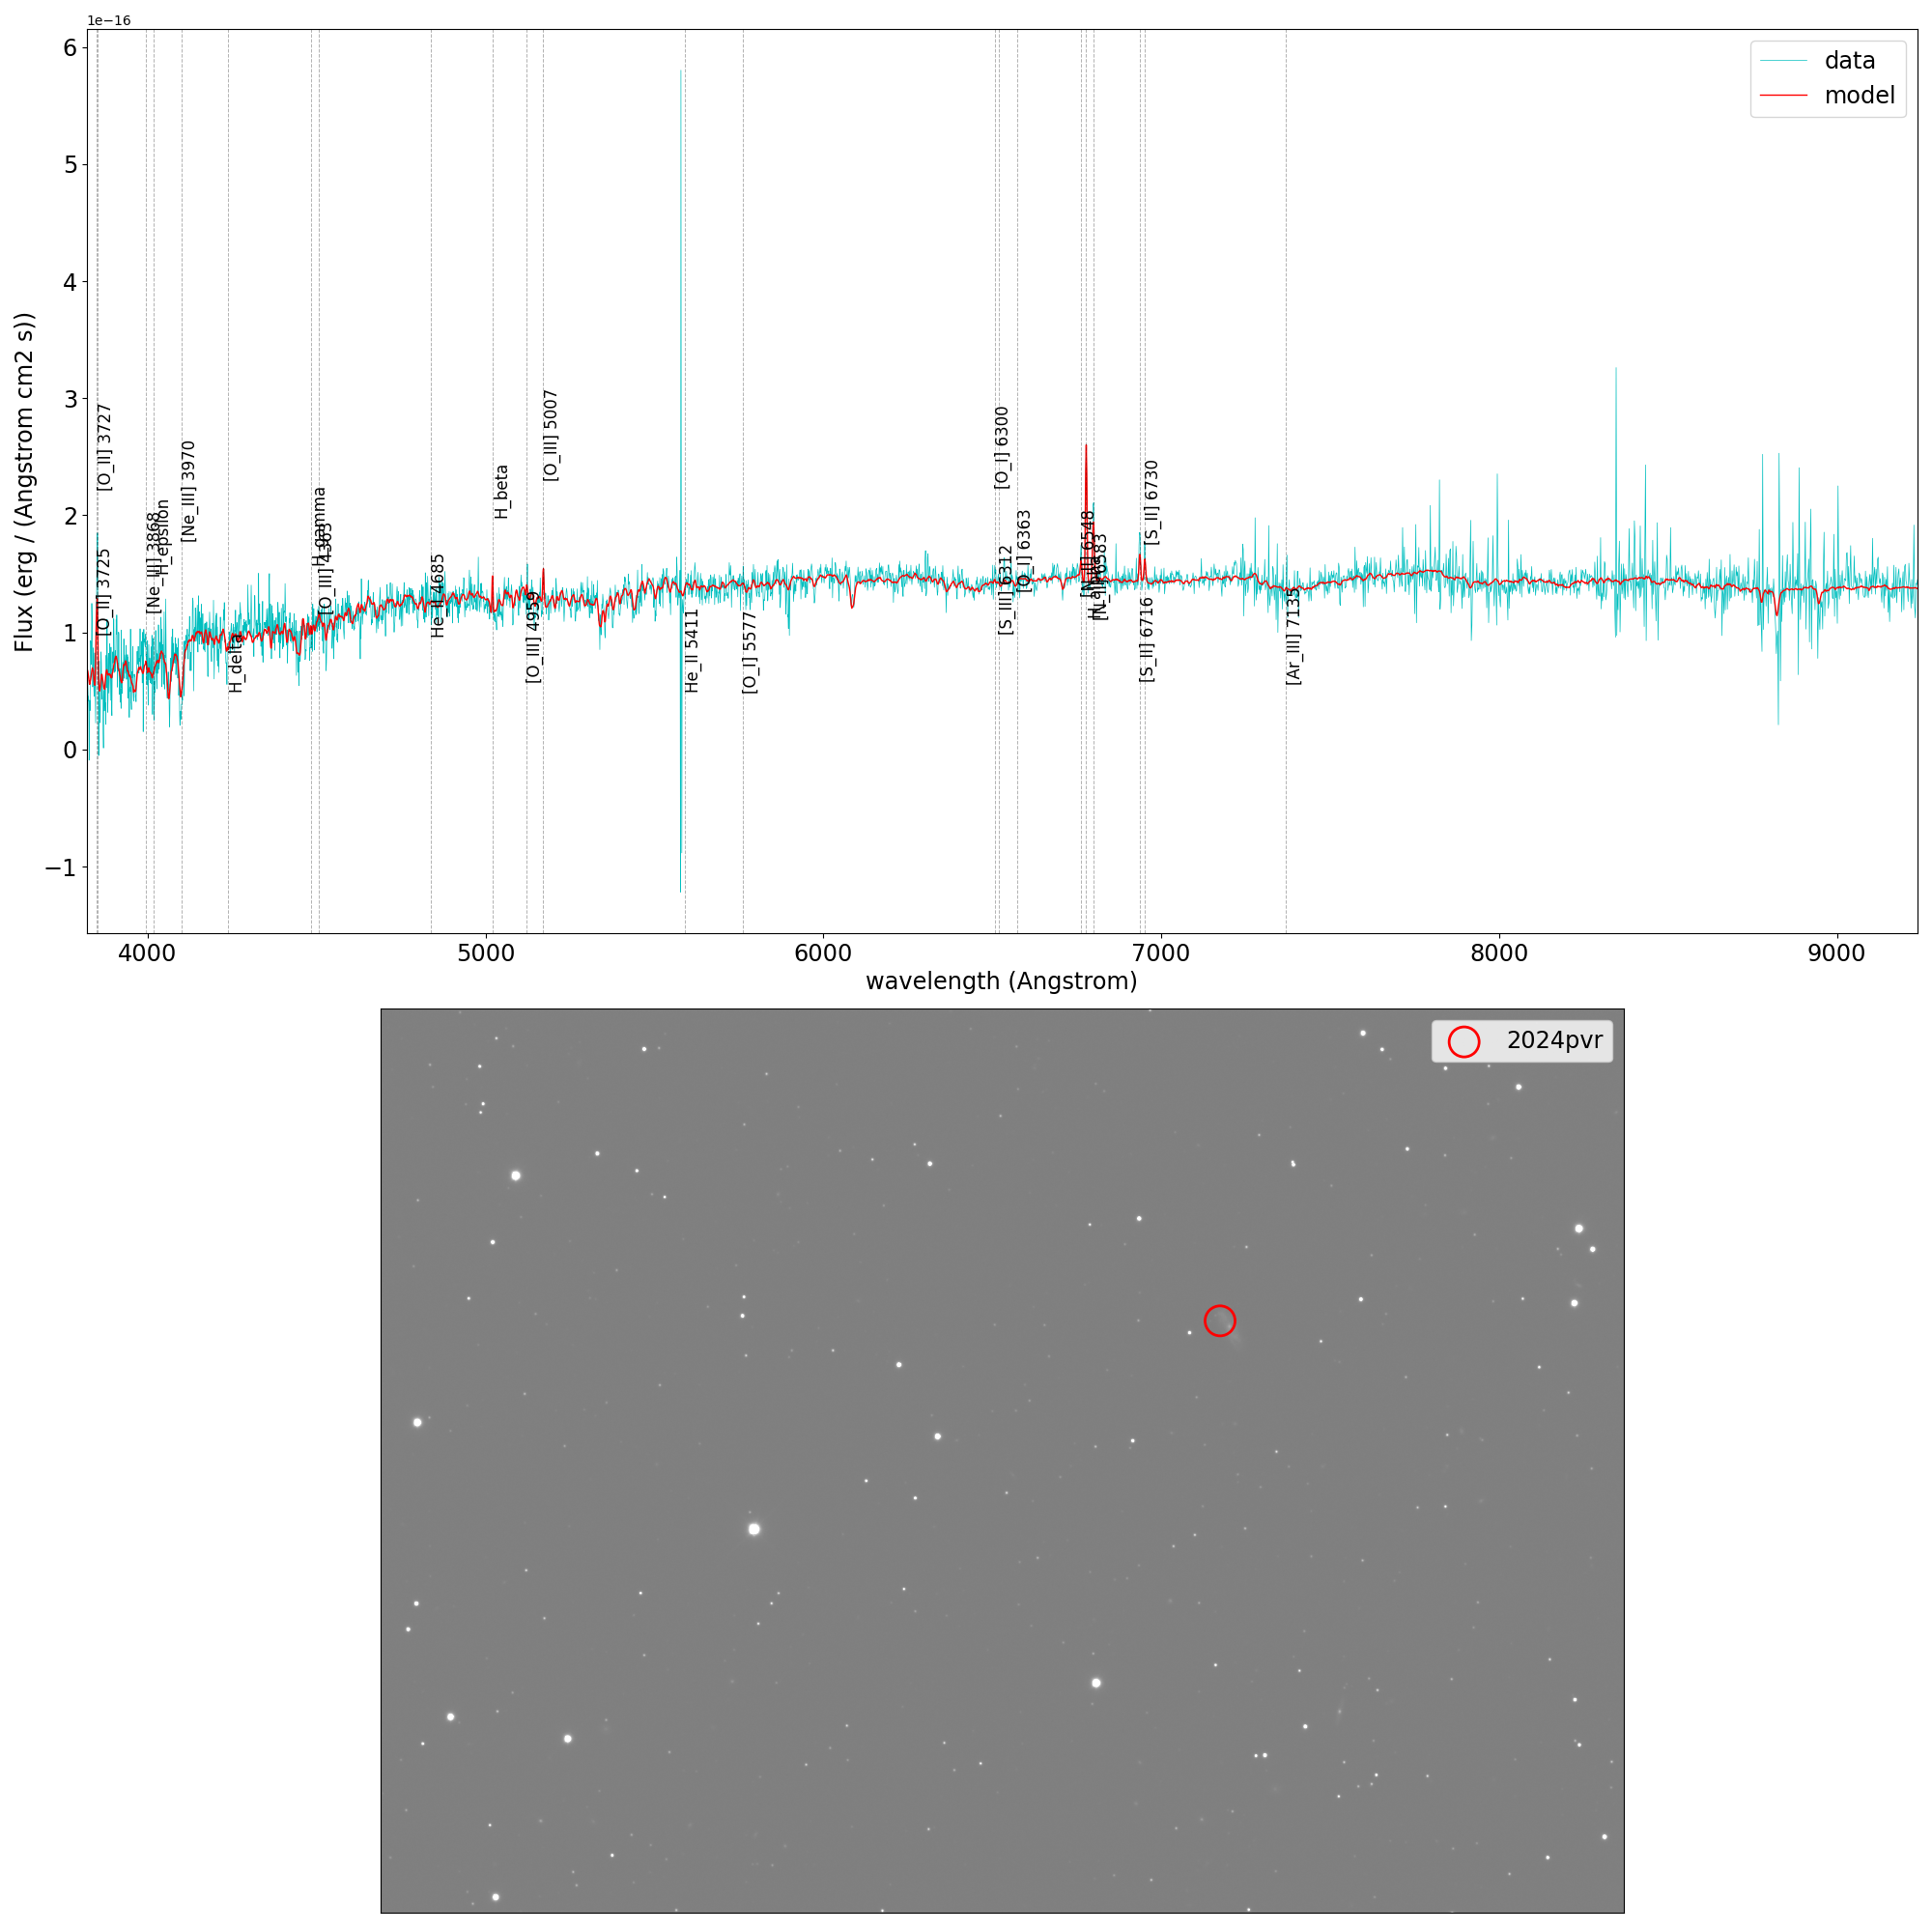 1e−16
data
model
Flux (erg / (Angstrom cm2 s))
6
5
4
3
2
1
0
−1
[O_II] 3725
[O_II] 3727
[Ne_III] 3868
H_epsilon
[Ne_III] 3970
H_delta
H_gamma
[O_III] 4363
He_II 4685
H_beta
[O_III] 4959
[O_III] 5007
He_II 5411
[O_I] 5577
[O_I] 6300
[S_III] 6312
[O_I] 6363
[N_II] 6548
H_alpha
[N_II] 6583
[S_II] 6716
[S_II] 6730
[Ar_III] 7135
4000 5000 6000 7000 8000 9000
wavelength (Angstrom)
2024pvr